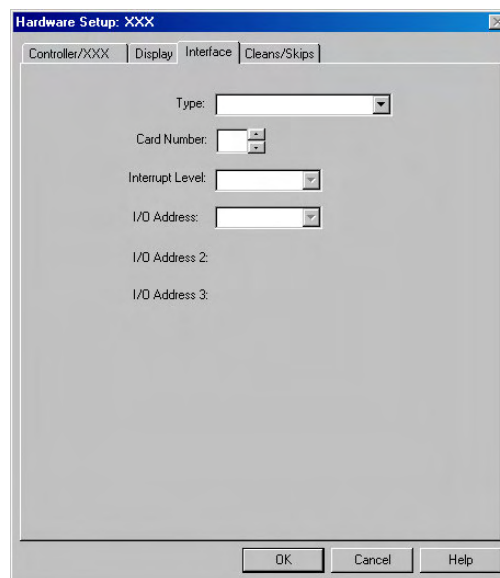 Hardware Setup: XXX
Controller/XXX Display Interface Cleans/Skips
Type:
Card Number:
Interrupt Level:
I/O Address:
I/O Address 2:
I/O Address 3:
OK Cancel Help